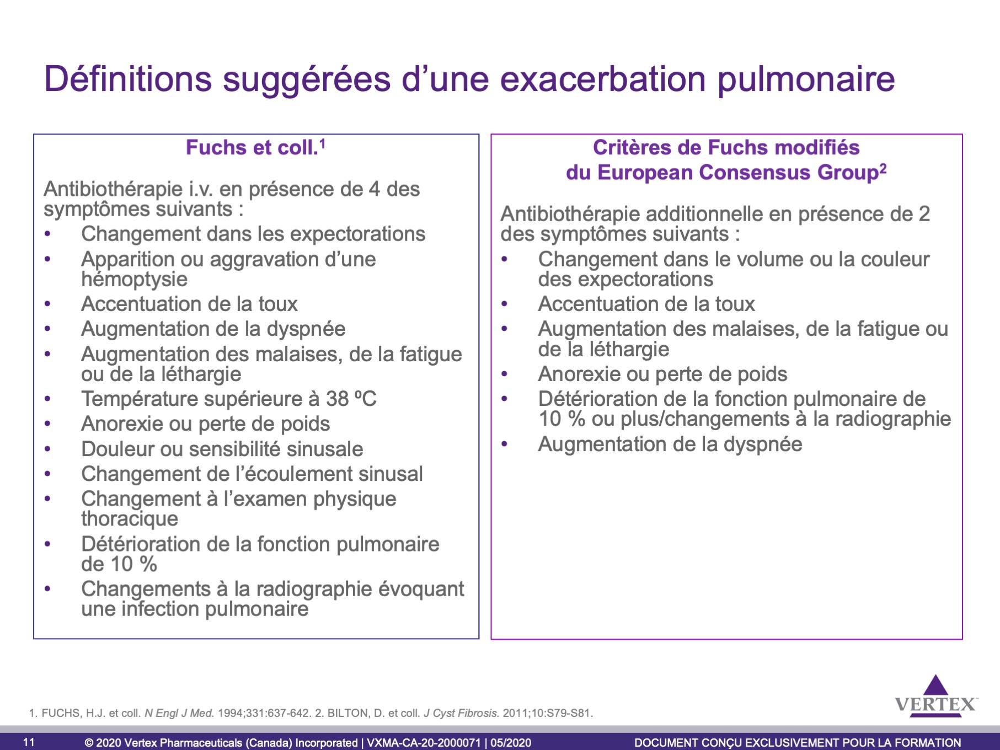 Définitions suggérées d’une exacerbation pulmonaire
Fuchs et coll.¹
Antibiothérapie i.v. en présence de 4 des
symptômes suivants :
• Changement dans les expectorations
• Apparition ou aggravation d’une
hémoptysie
• Accentuation de la toux
• Augmentation de la dyspnée
• Augmentation des malaises, de la fatigue
ou de la léthargie
• Température supérieure à 38 ºC
• Anorexie ou perte de poids
• Douleur ou sensibilité sinusale
• Changement de l’écoulement sinusal
• Changement à l’examen physique
thoracique
• Détérioration de la fonction pulmonaire
de 10 %
• Changements à la radiographie évoquant
une infection pulmonaire
Critères de Fuchs modifiés
du European Consensus Group²
Antibiothérapie additionnelle en présence de 2
des symptômes suivants :
• Changement dans le volume ou la couleur
des expectorations
• Accentuation de la toux
• Augmentation des malaises, de la fatigue ou
de la léthargie
• Anorexie ou perte de poids
• Détérioration de la fonction pulmonaire de
10 % ou plus/changements à la radiographie
• Augmentation de la dyspnée
VERTEX™
1. FUCHS, H.J. et coll. N Engl J Med. 1994;331:637-642. 2. BILTON, D. et coll. J Cyst Fibrosis. 2011;10:S79-S81.
11 © 2020 Vertex Pharmaceuticals (Canada) Incorporated | VXMA-CA-20-2000071 | 05/2020 DOCUMENT CONÇU EXCLUSIVEMENT POUR LA FORMATION